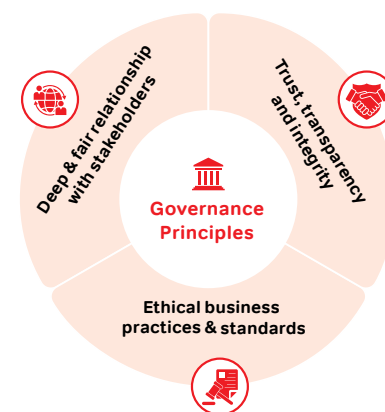 Deep & fair relationship
with stakeholders
Trust, transparency
and integrity
Governance
Principles
Ethical business
practices & standards